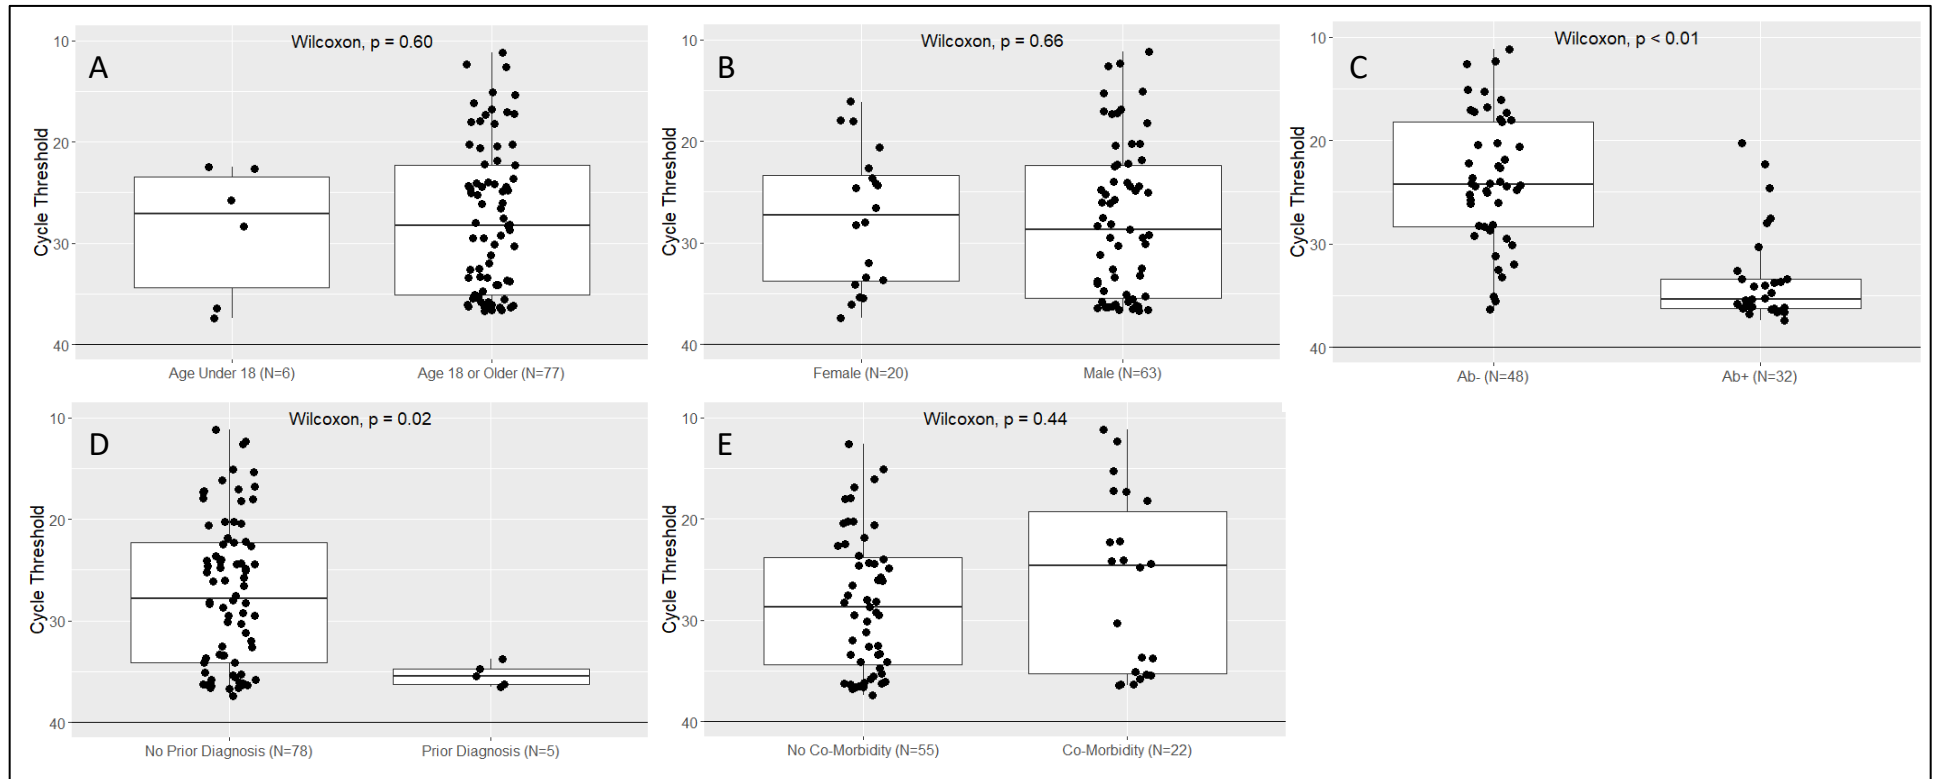 A
Wilcoxon, p = 0.60
Cycle Threshold
10
20
30
40
Age Under 18 (N=6)
Age 18 or Older (N=77)
B
Wilcoxon, p = 0.66
Cycle Threshold
10
20
30
40
Female (N=20)
Male (N=63)
C
Wilcoxon, p < 0.01
Cycle Threshold
10
20
30
40
Ab- (N=48)
Ab+ (N=32)
D
Wilcoxon, p = 0.02
Cycle Threshold
10
20
30
40
No Prior Diagnosis (N=78)
Prior Diagnosis (N=5)
E
Wilcoxon, p = 0.44
Cycle Threshold
10
20
30
40
No Co-Morbidity (N=55)
Co-Morbidity (N=22)